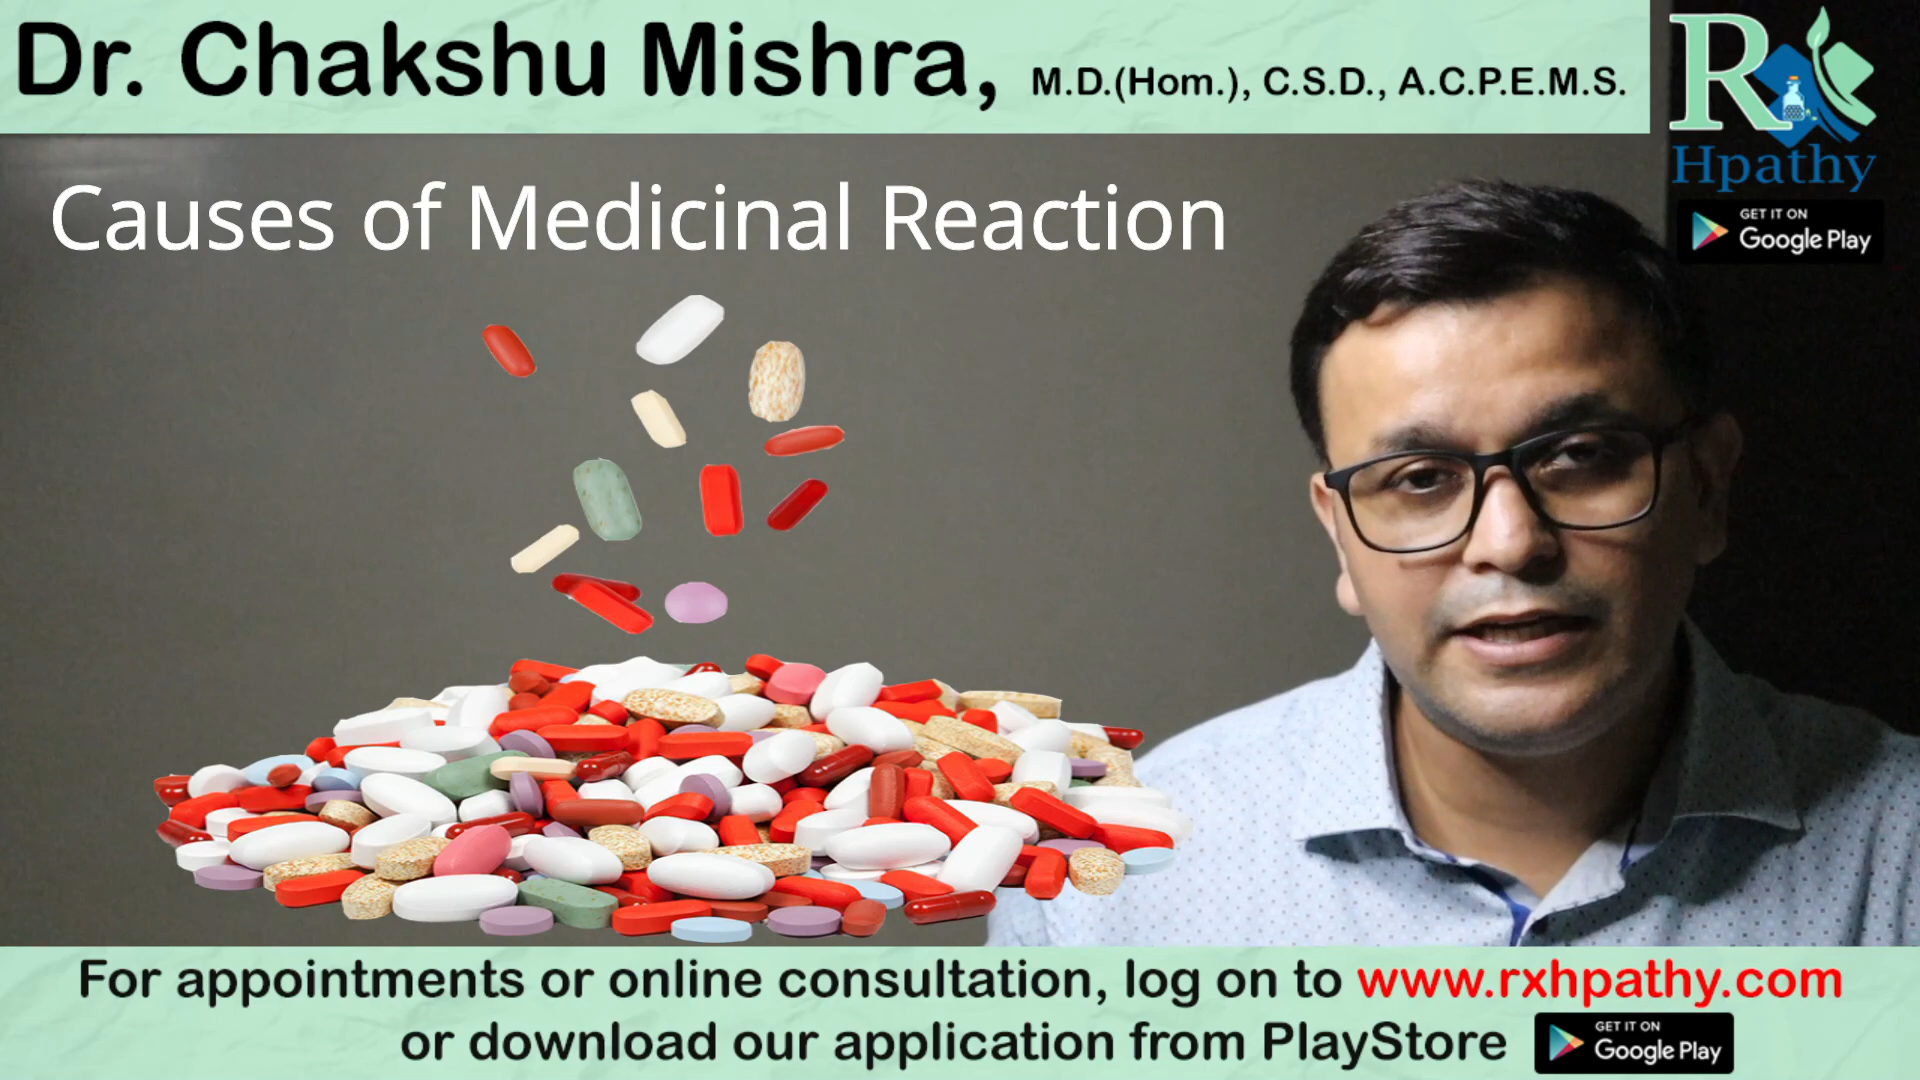 Dr. Chakshu Mishra, M.D.(Hom.), C.S.D., A.C.P.E.M.S.
Rx
Hpathy
GET IT ON
Google Play
Causes of Medicinal Reaction
For appointments or online consultation, log on to www.rxhpathy.com
or download our application from PlayStore
GET IT ON
Google Play